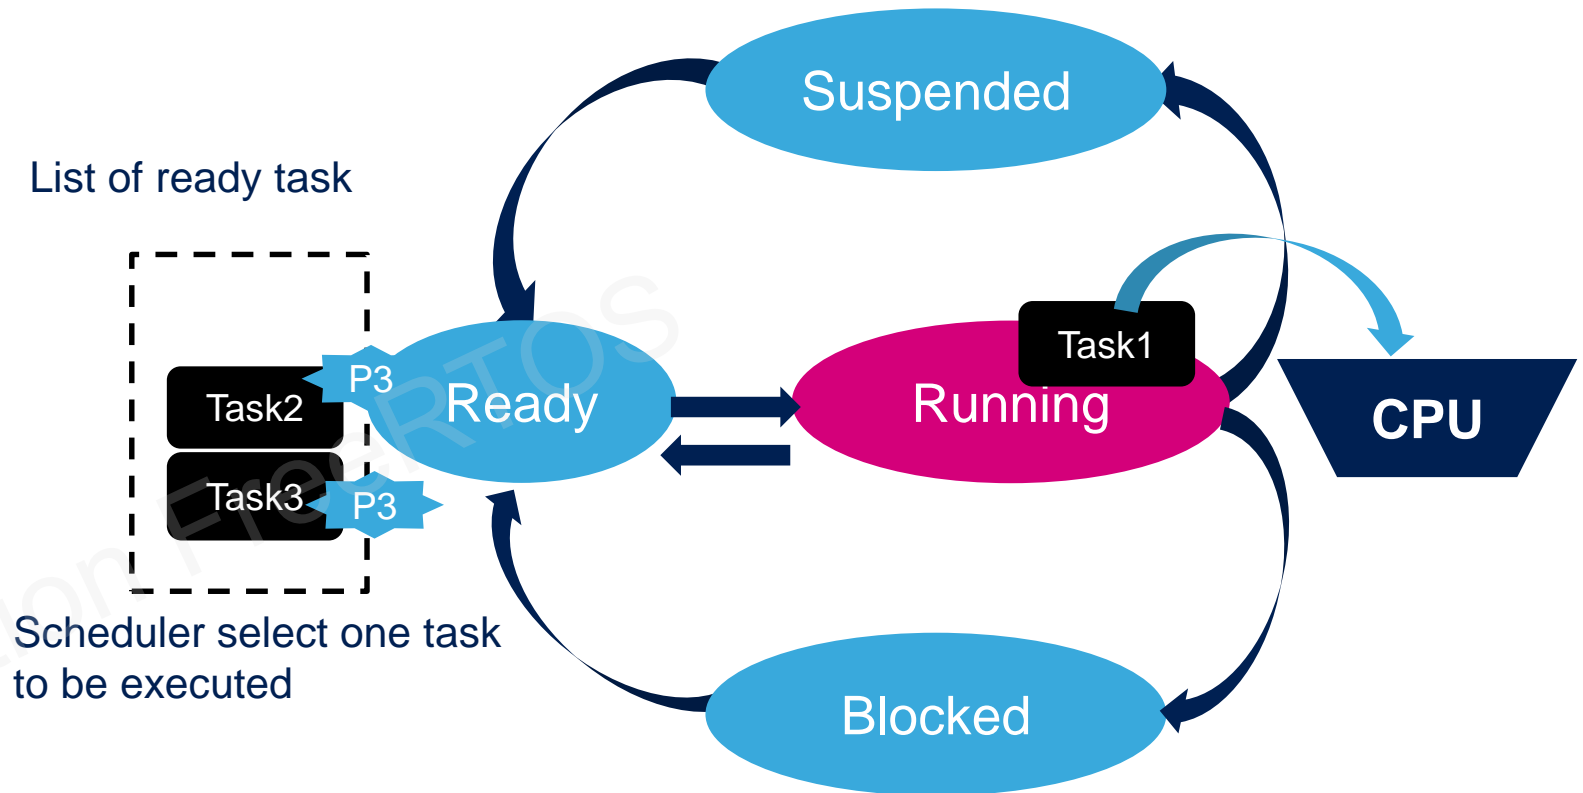 Suspended
List of ready task
Task1
P3
Task2
Ready
Running
CPU
Task3
P3
Scheduler select one task
to be executed
Blocked
FreeRTOS